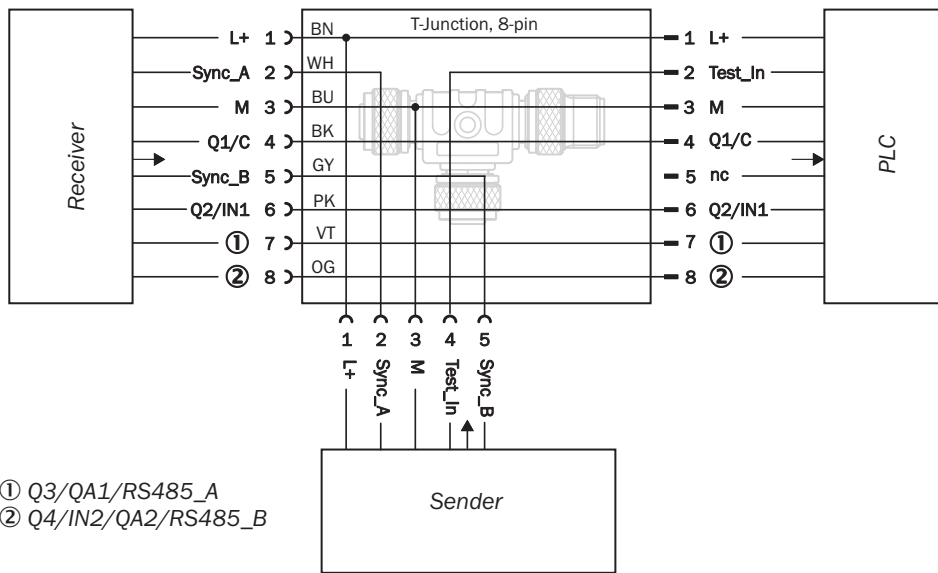 T-Junction, 8-pin
L+ 1 BN 1 L+
Sync_A 2 WH 2 Test_In
M 3 BU 3 M
Q1/C 4 BK 4 Q1/C
Sync_B 5 GY 5 nc
Q2/IN1 6 PK 6 Q2/IN1
① 7 VT 7 ①
② 8 OG 8 ②
Receiver
PLC
1 2 3 4 5
L+ Sync_A M Test_In Sync_B
Sender
① Q3/QA1/RS485_A
② Q4/IN2/QA2/RS485_B